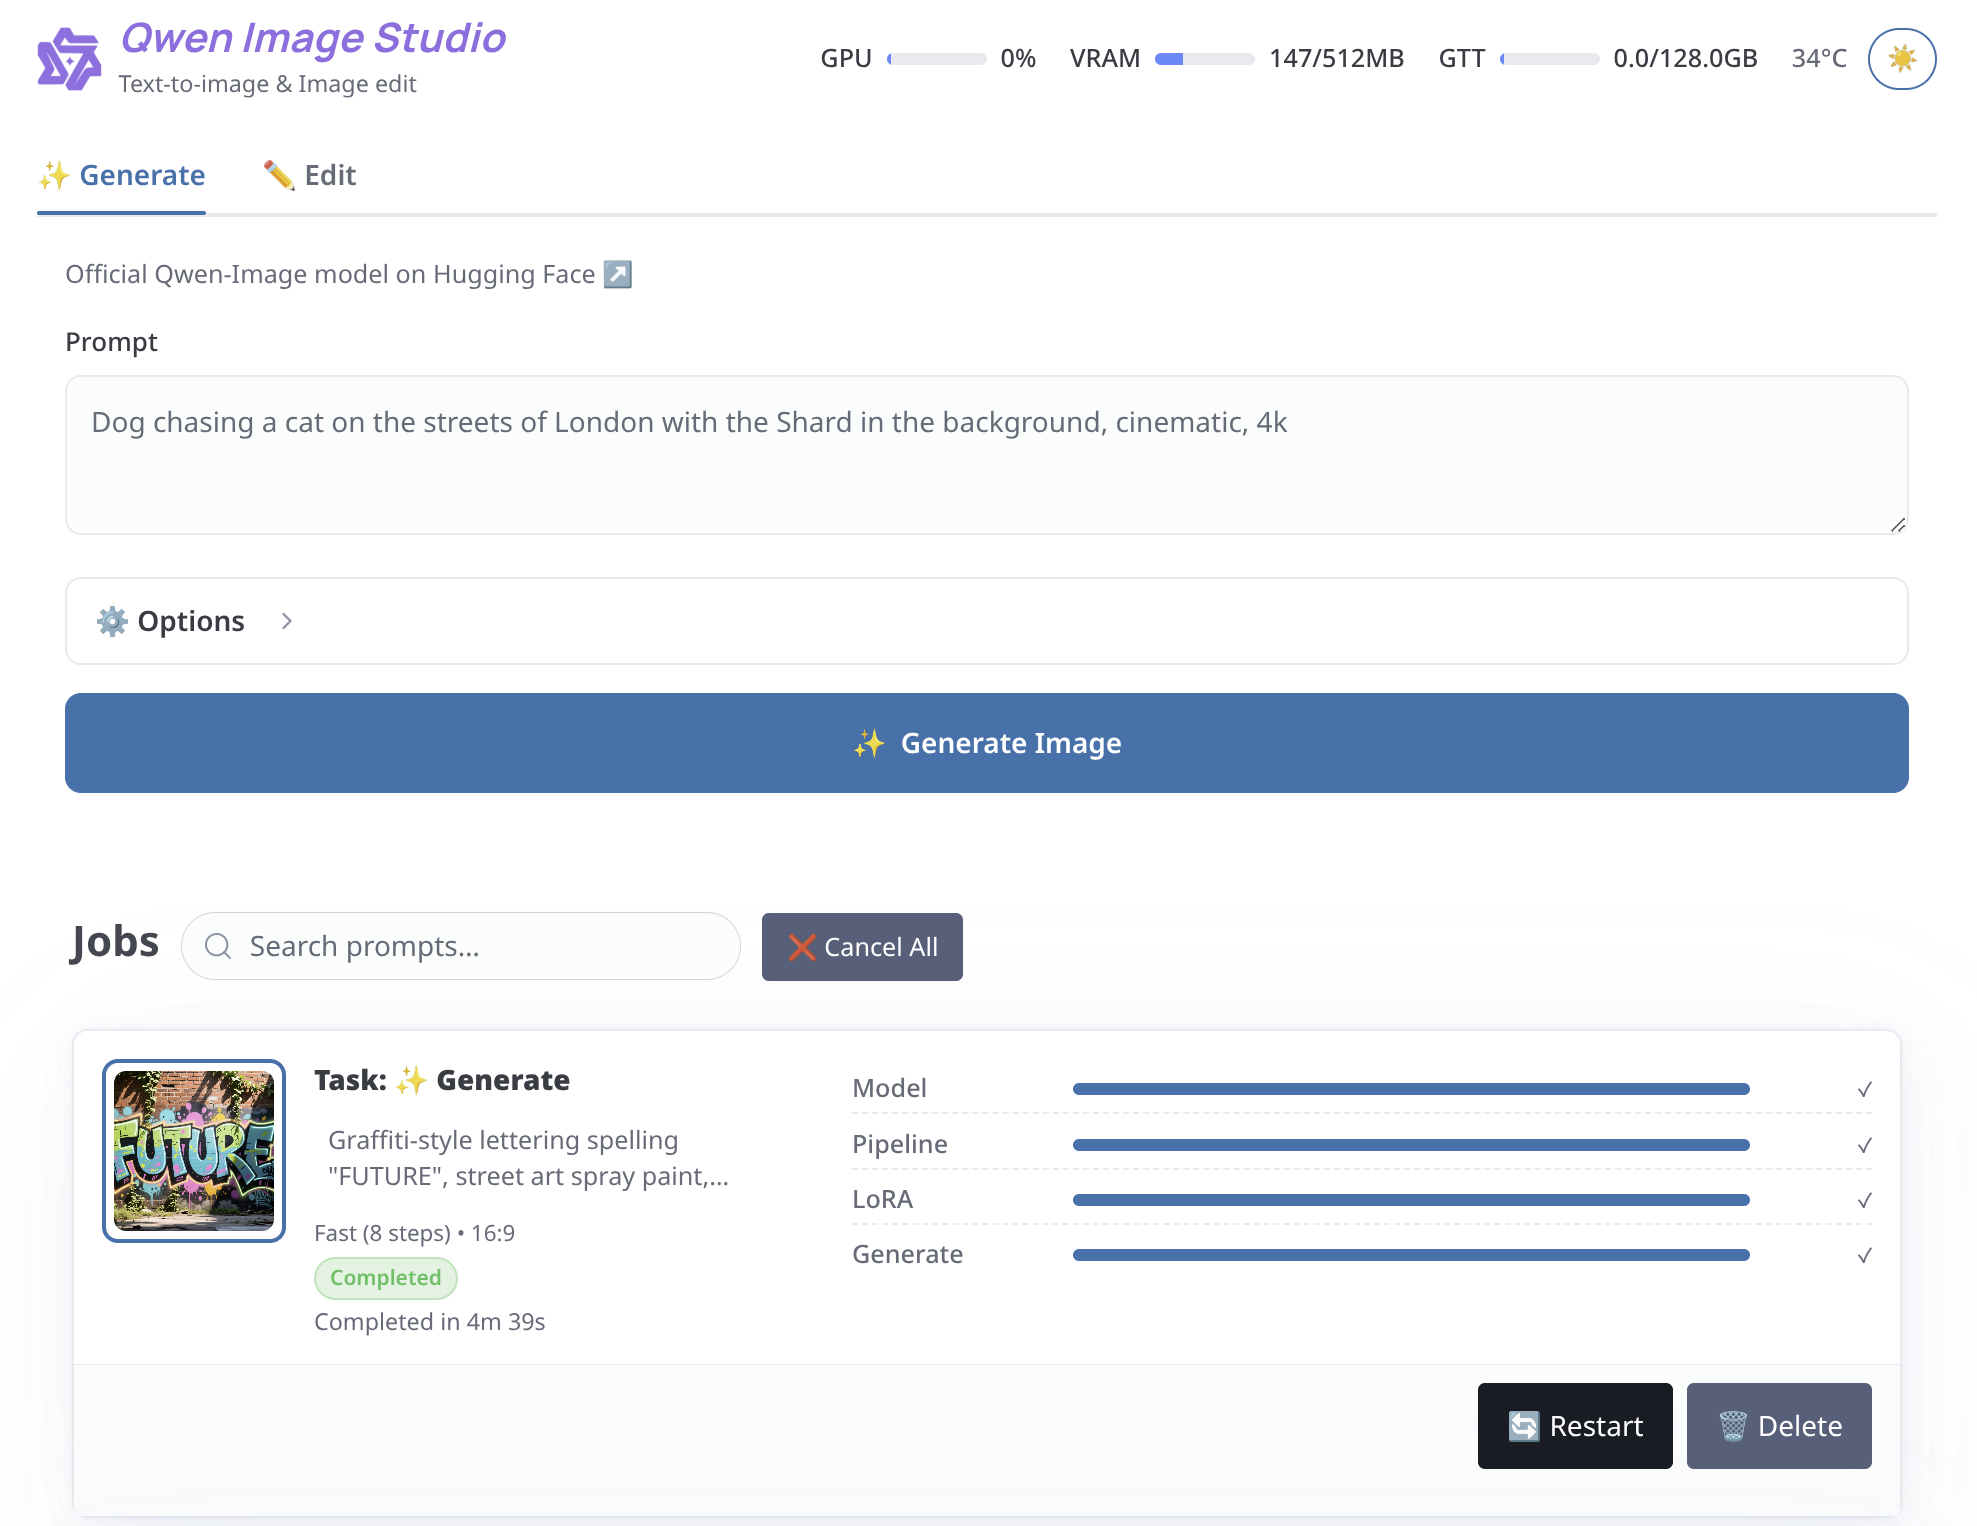 Qwen Image Studio
Text-to-image & Image edit
GPU 0% VRAM 147/512MB GTT 0.0/128.0GB 34°C
✨ Generate ✏️ Edit
Official Qwen-Image model on Hugging Face ↗️
Prompt
Dog chasing a cat on the streets of London with the Shard in the background, cinematic, 4k
⚙️ Options
✨ Generate Image
Jobs Search prompts... ❌ Cancel All
Task: ✨ Generate
Graffiti-style lettering spelling
"FUTURE", street art spray paint,...
Fast (8 steps) • 16:9
Completed
Completed in 4m 39s
FUTURE
Model ✓
Pipeline ✓
LoRA ✓
Generate ✓
🔄 Restart 🗑️ Delete